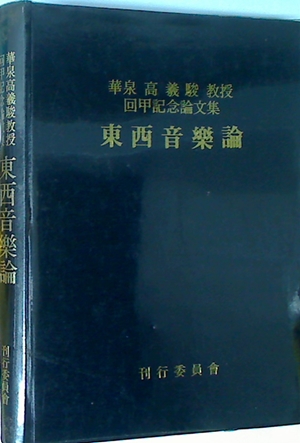 華泉 高義駿 教授
回甲記念論文集
東西音樂論
刊行委員會
華泉高義駿教授
回甲記念論文集
東西音樂論
刊行委員會